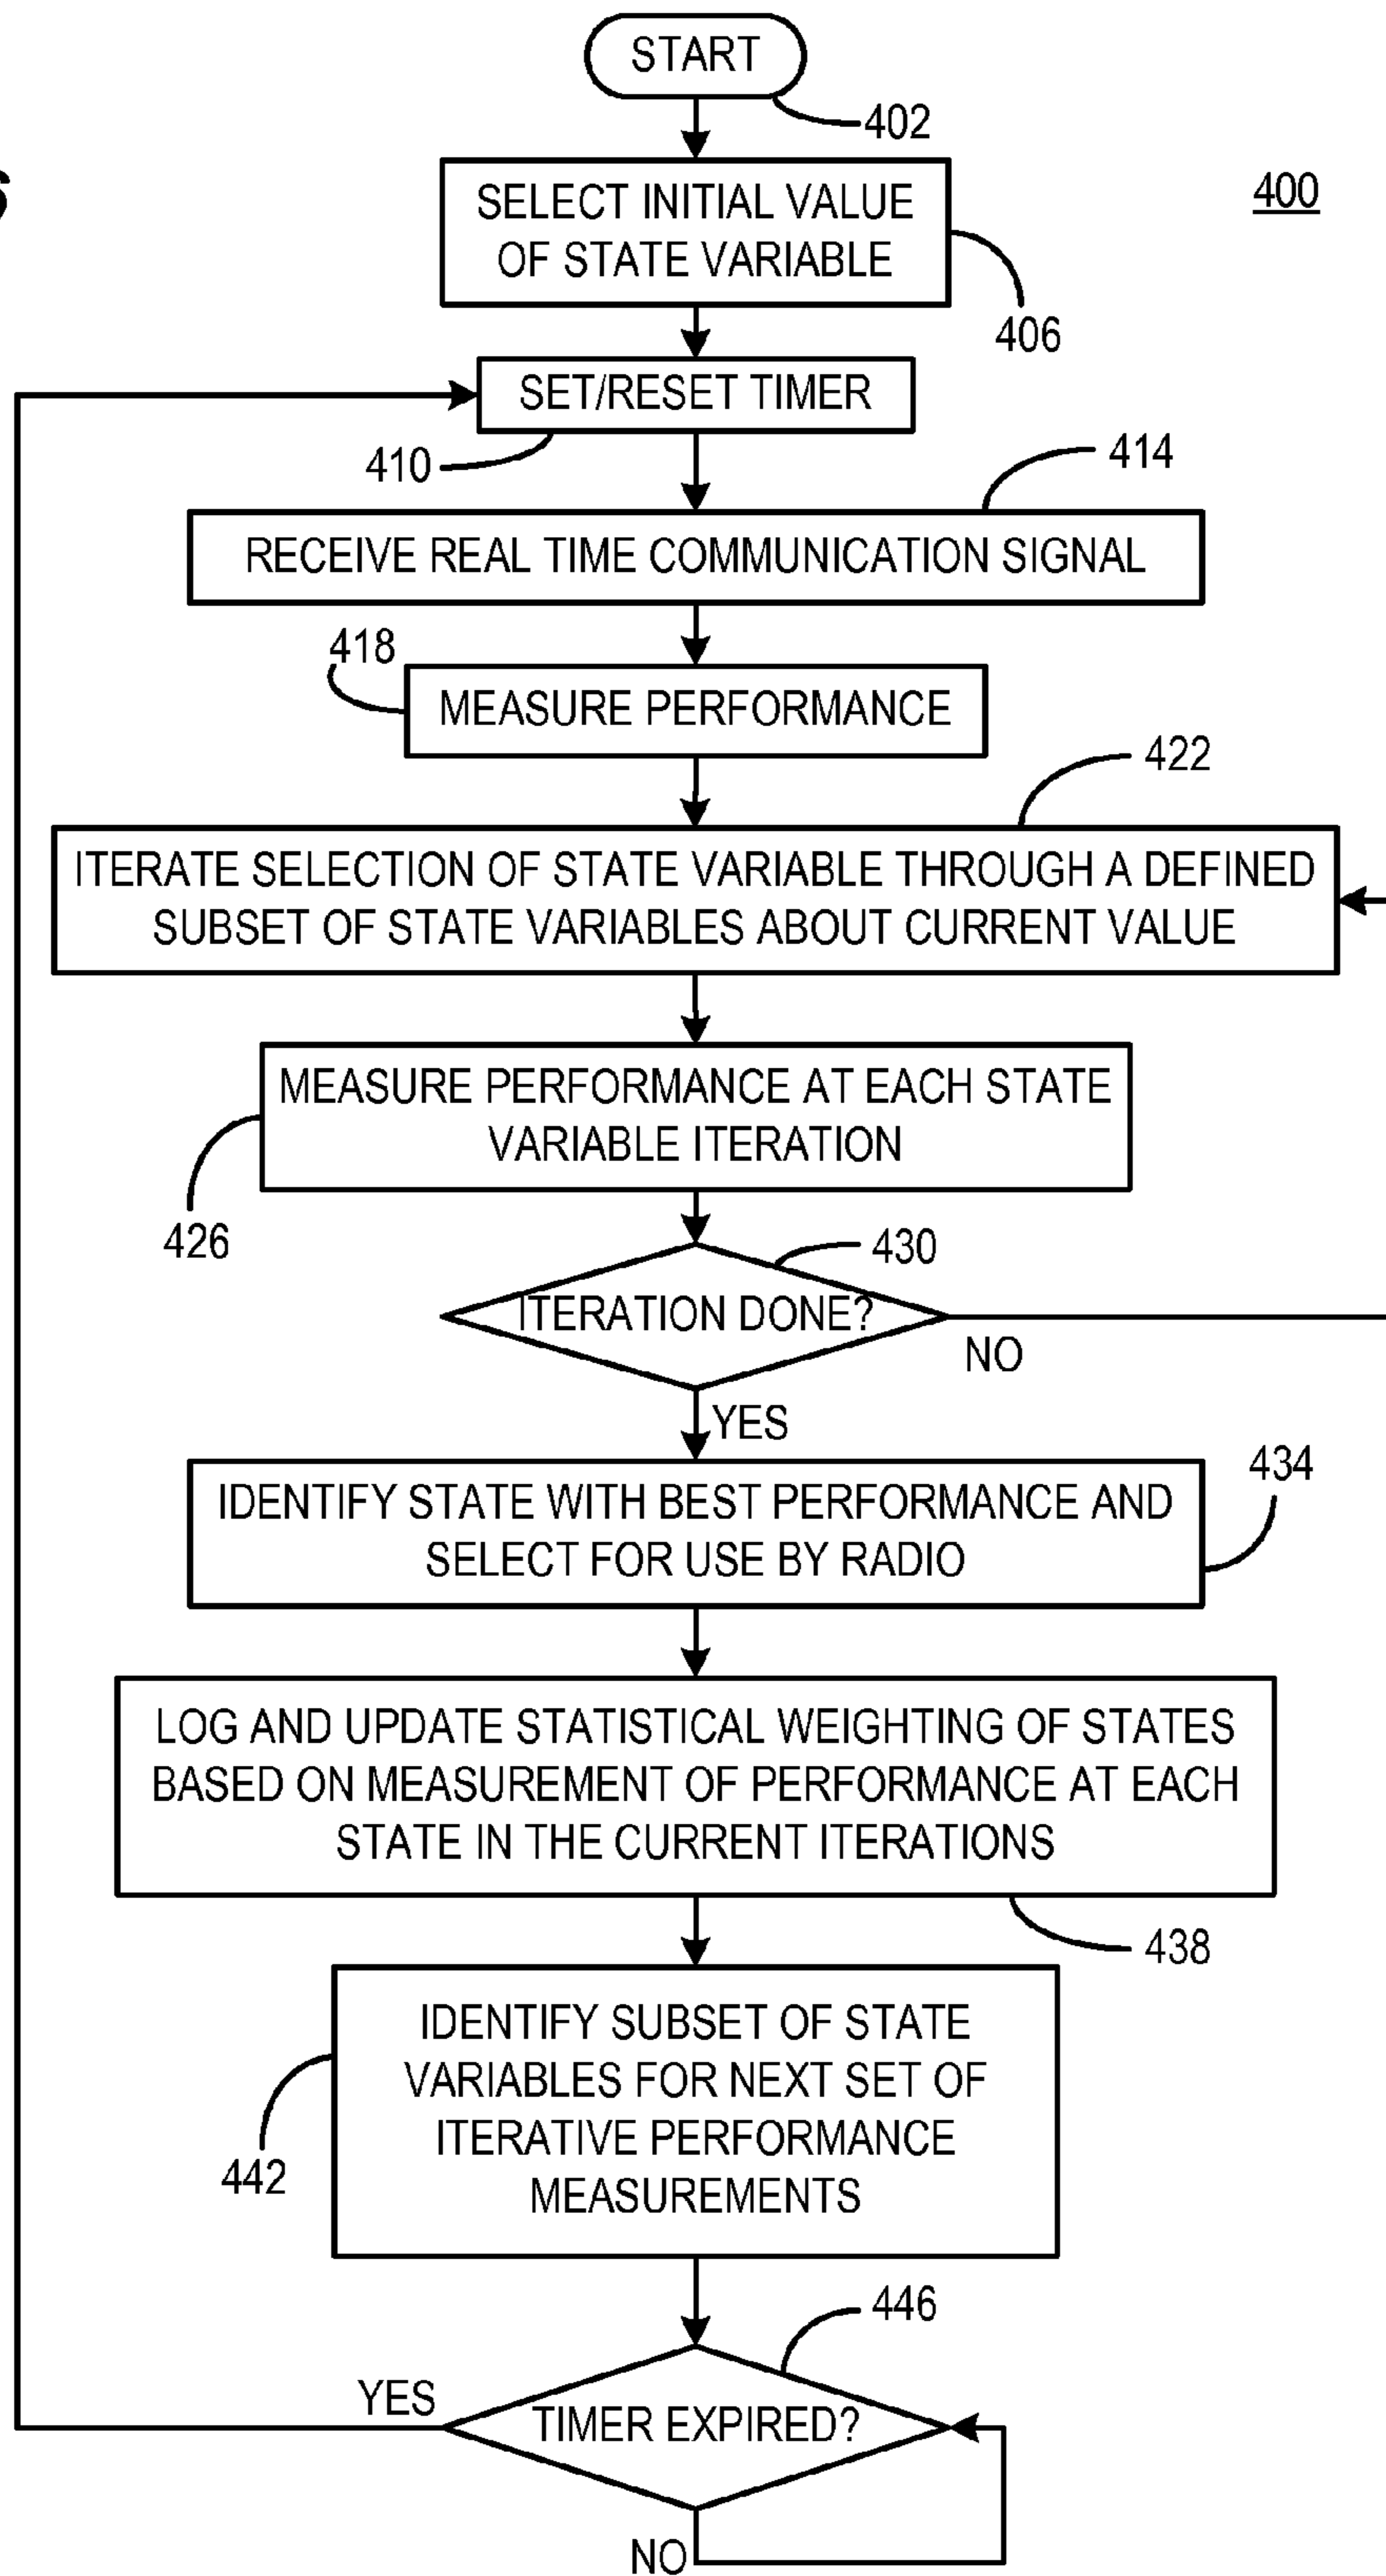 START
402
SELECT INITIAL VALUE
OF STATE VARIABLE
400
406
SET/RESET TIMER
410
414
RECEIVE REAL TIME COMMUNICATION SIGNAL
418
MEASURE PERFORMANCE
422
ITERATE SELECTION OF STATE VARIABLE THROUGH A DEFINED
SUBSET OF STATE VARIABLES ABOUT CURRENT VALUE
MEASURE PERFORMANCE AT EACH STATE
VARIABLE ITERATION
426
430
ITERATION DONE?
NO
YES
434
IDENTIFY STATE WITH BEST PERFORMANCE AND
SELECT FOR USE BY RADIO
LOG AND UPDATE STATISTICAL WEIGHTING OF STATES
BASED ON MEASUREMENT OF PERFORMANCE AT EACH
STATE IN THE CURRENT ITERATIONS
438
IDENTIFY SUBSET OF STATE
VARIABLES FOR NEXT SET OF
ITERATIVE PERFORMANCE
MEASUREMENTS
442
446
YES
TIMER EXPIRED?
NO